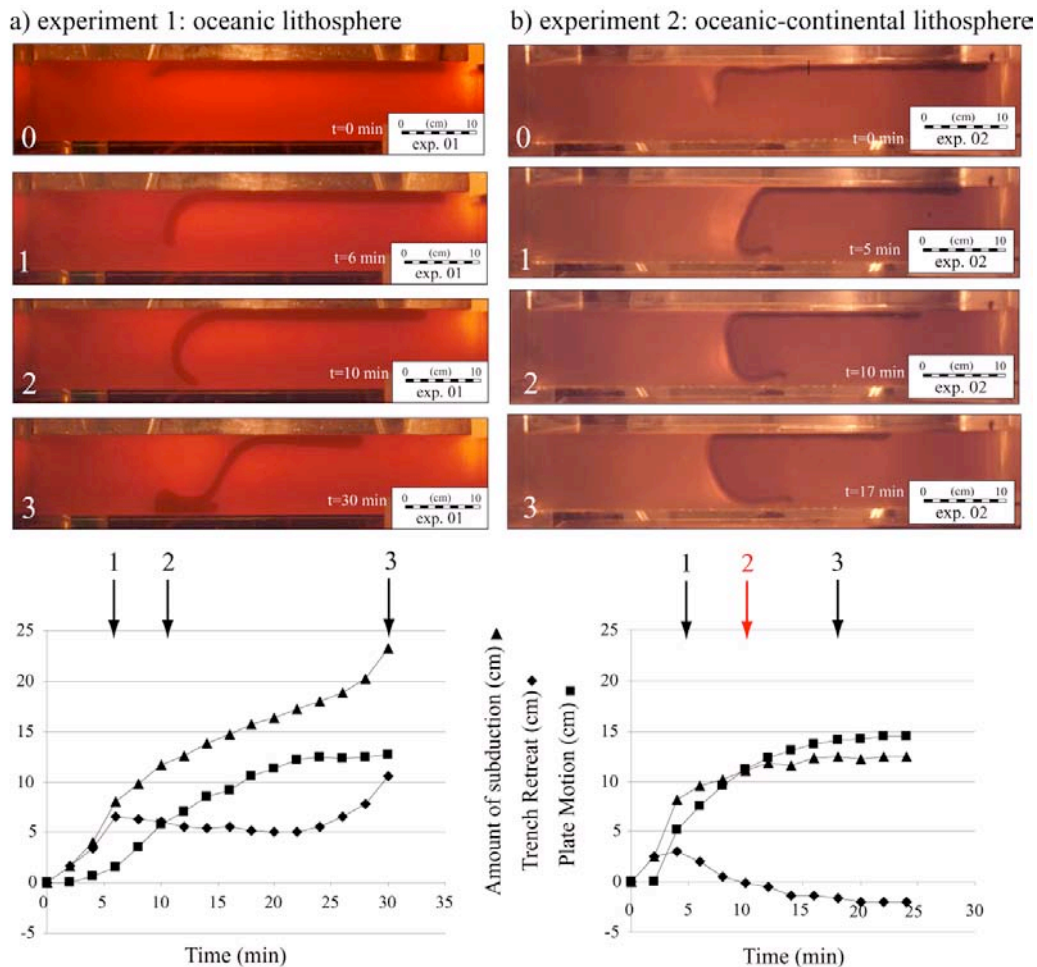 a) experiment 1: oceanic lithosphere
0
t=0 min
0 (cm) 10
exp. 01
1
t=6 min
0 (cm) 10
exp. 01
2
t=10 min
0 (cm) 10
exp. 01
3
t=30 min
0 (cm) 10
exp. 01
b) experiment 2: oceanic-continental lithosphere
0
t=0 min
0 (cm) 10
exp. 02
1
t=5 min
0 (cm) 10
exp. 02
2
t=10 min
0 (cm) 10
exp. 02
3
t=17 min
0 (cm) 10
exp. 02
1 2 3
25
20
15
10
5
0
-5
0 5 10 15 20 25 30 35
Time (min)
Amount of subduction (cm) ▲
Trench Retreat (cm) ◆
Plate Motion (cm) ■
1 2 3
25
20
15
10
5
0
-5
0 5 10 15 20 25 30
Time (min)